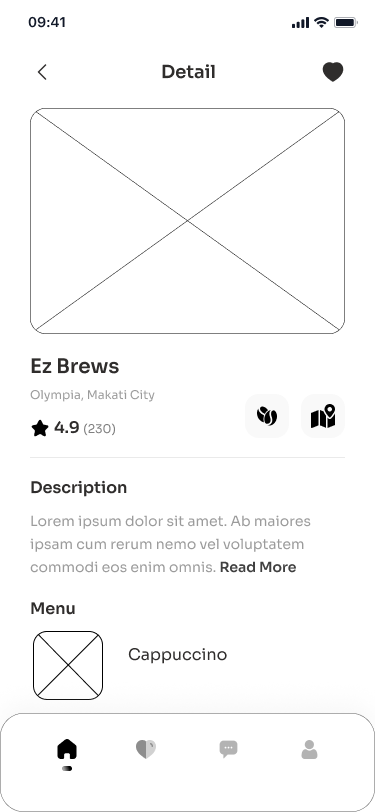 09:41
Detail
Ez Brews
Olympia, Makati City
4.9 (230)
Description
Lorem ipsum dolor sit amet. Ab maiores
ipsam cum rerum nemo vel voluptatem
commodi eos enim omnis. Read More
Menu
Cappuccino